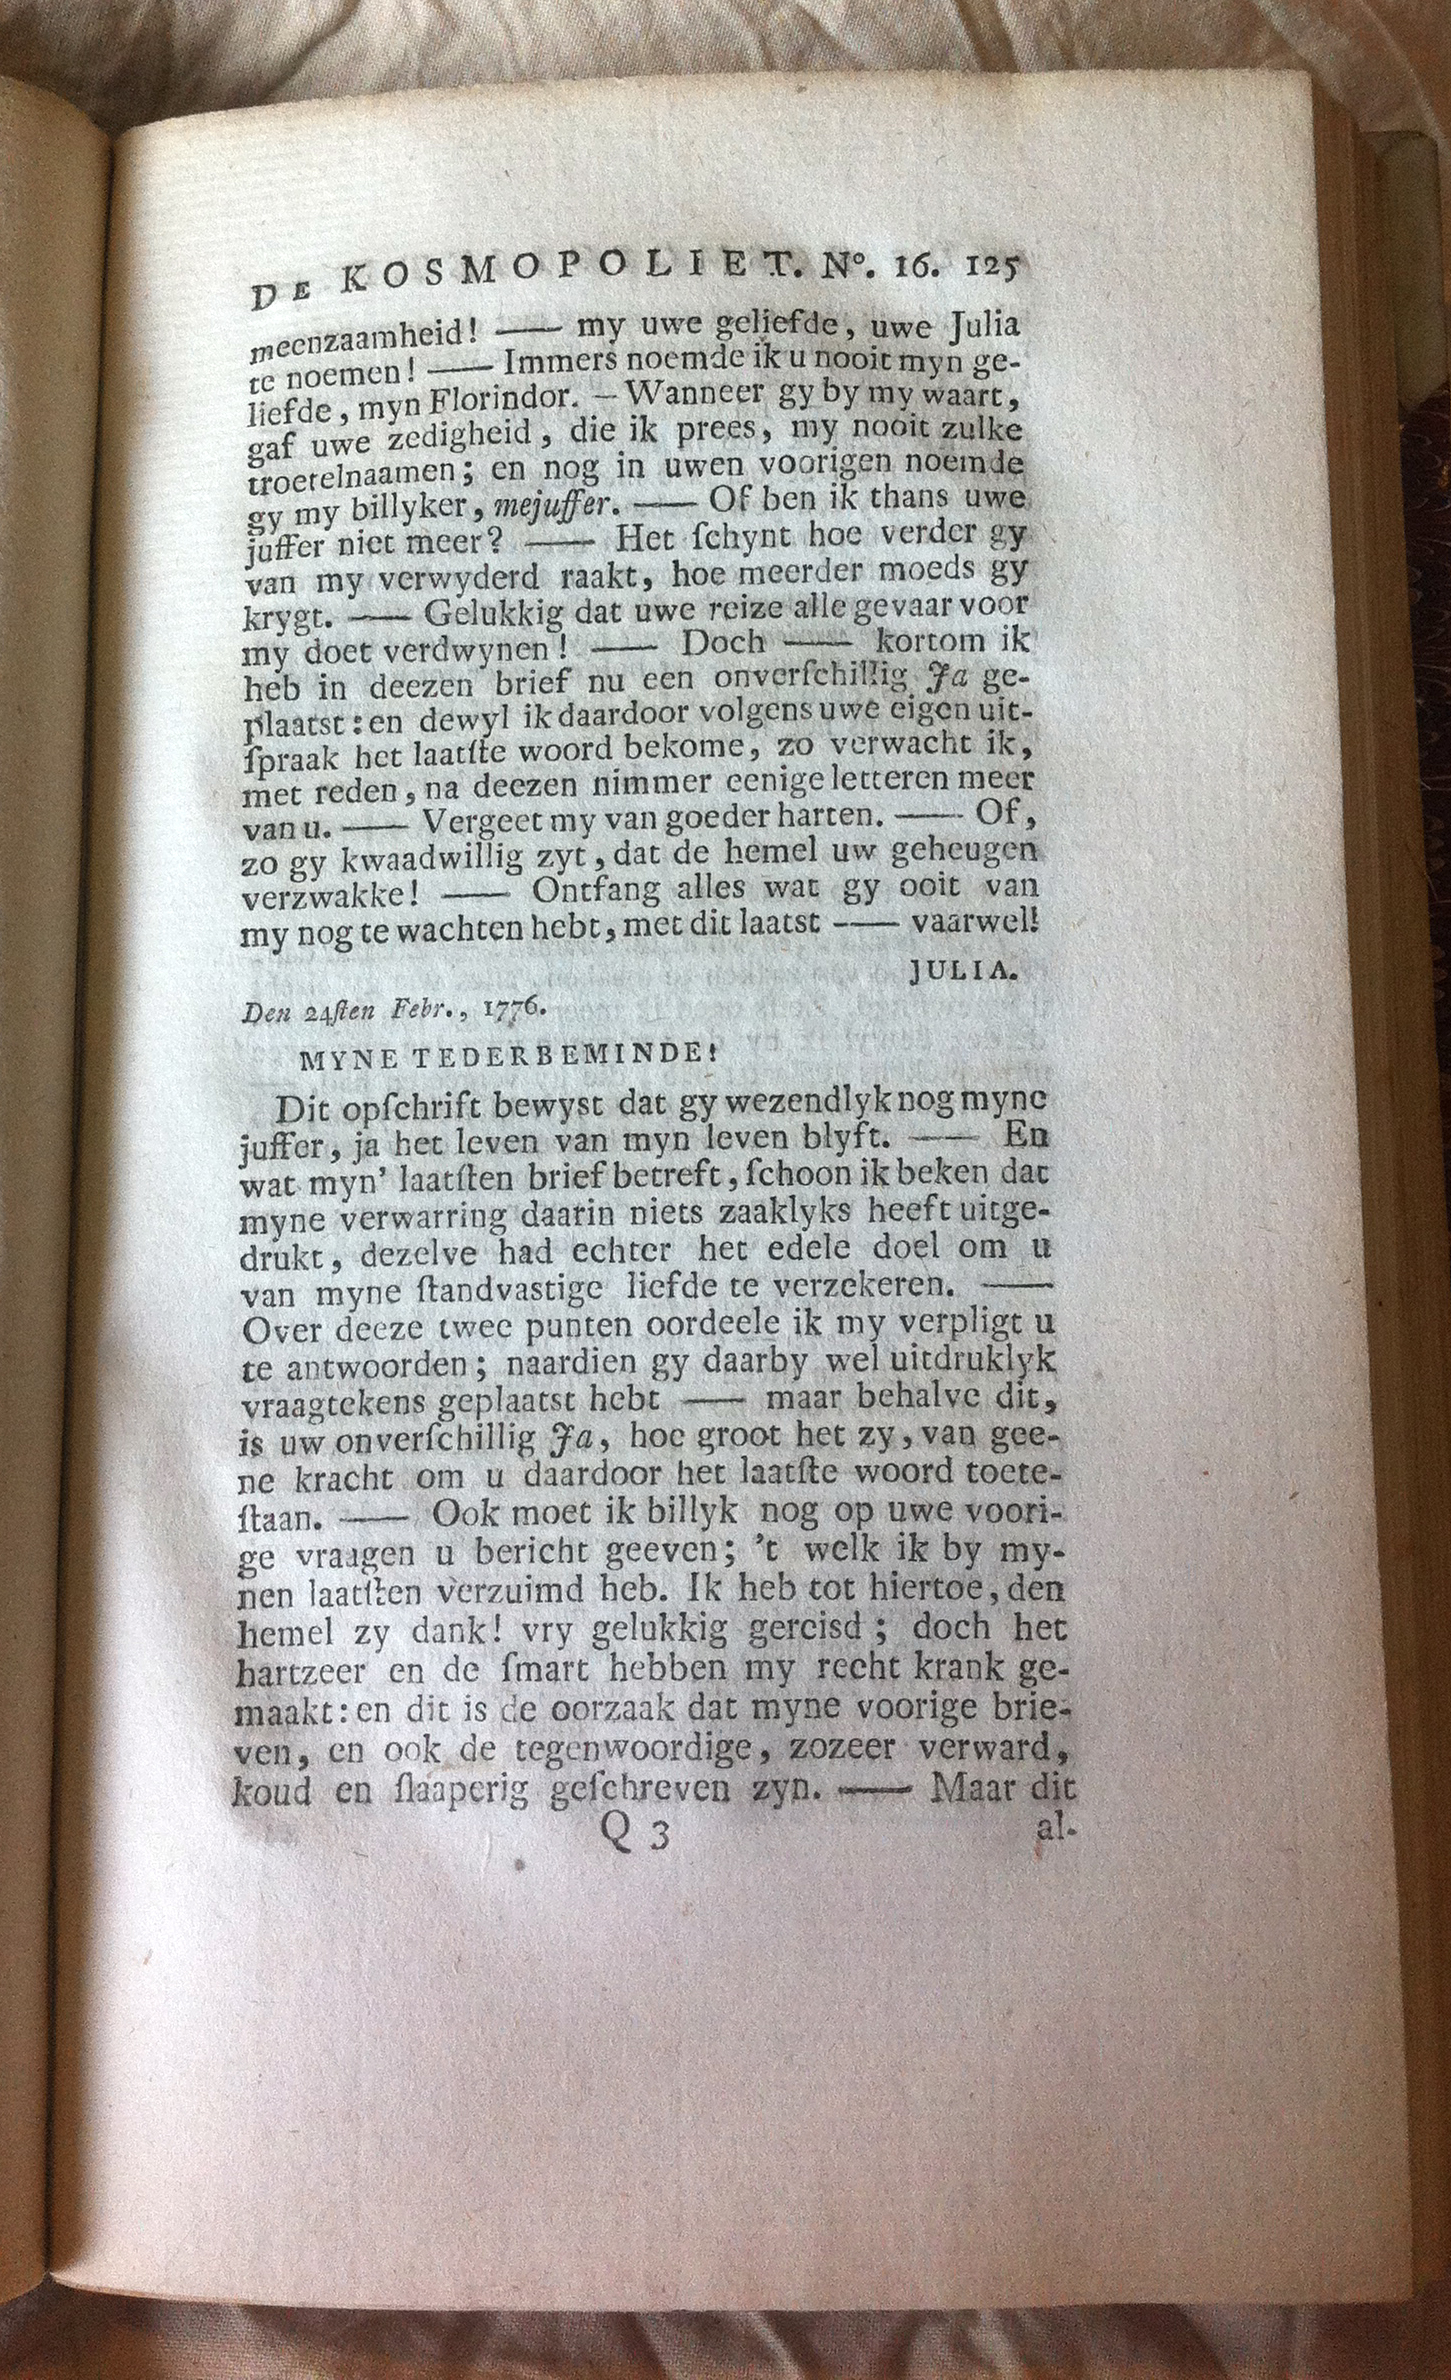 DE KOSMOPOLIET. Nº. 16. 125
meenzaamheid! —— my uwe geliefde, uwe Julia
te noemen! —— Immers noemde ik u nooit myn ge-
liefde, myn Florindor. — Wanneer gy by my waart,
gaf uwe zedigheid, die ik prees, my nooit zulke
troetelnaamen; en nog in uwen voorigen noemde
gy my billyker, mejuffer. —— Of ben ik thans uwe
juffer niet meer? —— Het ſchynt hoe verder gy
van my verwyderd raakt, hoe meerder moeds gy
krygt. —— Gelukkig dat uwe reize alle gevaar voor
my doet verdwynen! —— Doch —— kortom ik
heb in deezen brief nu een onverſchillig Ja ge-
plaatst: en dewyl ik daardoor volgens uwe eigen uit-
ſpraak het laatſte woord bekome, zo verwacht ik,
met reden, na deezen nimmer eenige letteren meer
van u. —— Vergeet my van goeder harten. —— Of,
zo gy kwaadwillig zyt, dat de hemel uw geheugen
verzwakke! —— Ontfang alles wat gy ooit van
my nog te wachten hebt, met dit laatst —— vaarwel!
JULIA.
Den 24ſten Febr., 1776.
MYNE TEDERBEMINDE!
Dit opſchrift bewyst dat gy wezendlyk nog myne
juffer, ja het leven van myn leven blyft. —— En
wat myn' laatſten brief betreft, ſchoon ik beken dat
myne verwarring daarin niets zaaklyks heeft uitge-
drukt, dezelve had echter het edele doel om u
van myne ſtandvastige liefde te verzekeren. ——
Over deeze twee punten oordeele ik my verpligt u
te antwoorden; naardien gy daarby wel uitdruklyk
vraagtekens geplaatst hebt —— maar behalve dit,
is uw onverſchillig Ja, hoe groot het zy, van gee-
ne kracht om u daardoor het laatſte woord toete-
ſtaan. —— Ook moet ik billyk nog op uwe voori-
ge vraagen u bericht geeven; 't welk ik by my-
nen laatſten verzuimd heb. Ik heb tot hiertoe, den
hemel zy dank! vry gelukkig gereisd; doch het
hartzeer en de ſmart hebben my recht krank ge-
maakt: en dit is de oorzaak dat myne voorige brie-
ven, en ook de tegenwoordige, zozeer verward,
koud en ſlaaperig geſchreven zyn. —— Maar dit
Q 3 al-